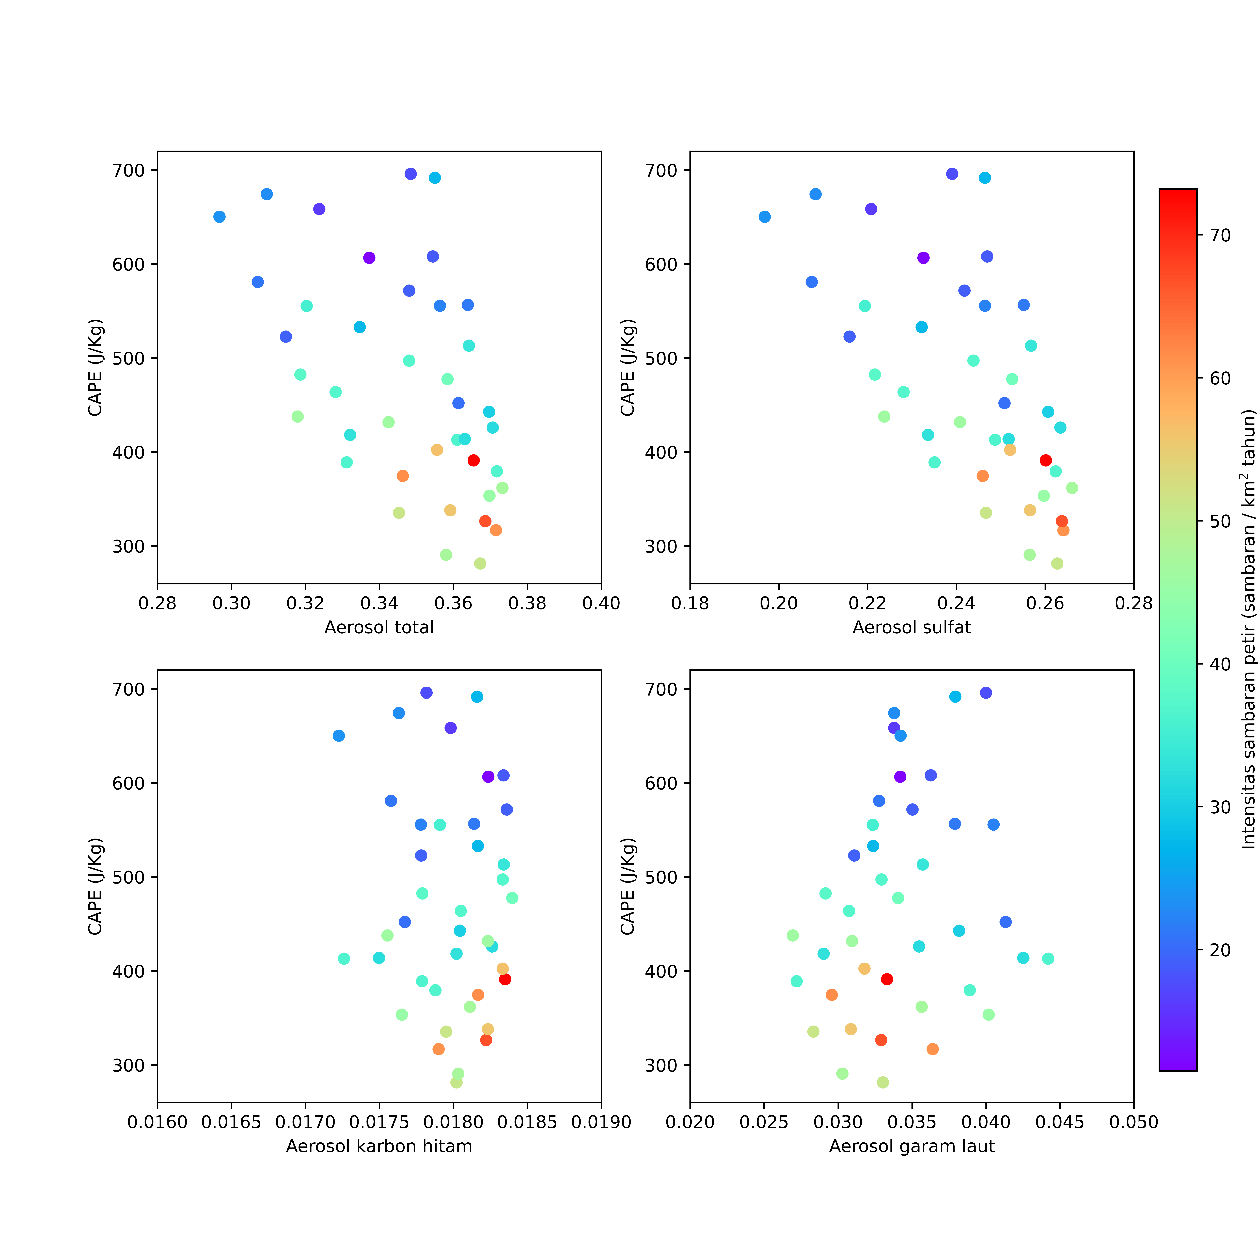 700
600
500
400
300
CAPE (J/Kg)
0.28 0.30 0.32 0.34 0.36 0.38 0.40
Aerosol total
700
600
500
400
300
CAPE (J/Kg)
0.18 0.20 0.22 0.24 0.26 0.28
Aerosol sulfat
700
600
500
400
300
CAPE (J/Kg)
0.0160 0.0165 0.0170 0.0175 0.0180 0.0185 0.0190
Aerosol karbon hitam
700
600
500
400
300
CAPE (J/Kg)
0.020 0.025 0.030 0.035 0.040 0.045 0.050
Aerosol garam laut
70
60
50
40
30
20
Intensitas sambaran petir (sambaran / km² tahun)